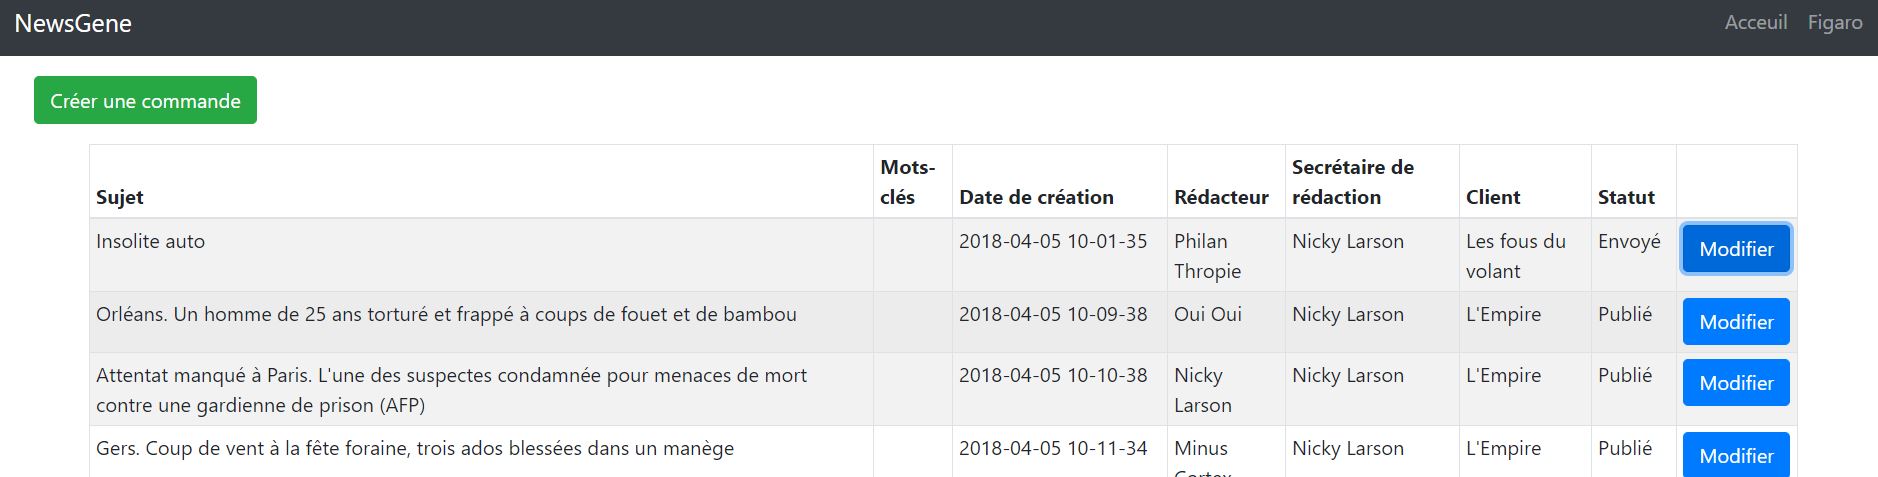 NewsGene
Acceuil Figaro
Créer une commande
Mots-
Secrétaire de
Sujet clés Date de création Rédacteur rédaction Client Statut
Insolite auto 2018-04-05 10-01-35 Philan Nicky Larson Les fous du Envoyé Modifier
Thropie volant
Orléans. Un homme de 25 ans torturé et frappé à coups de fouet et de bambou 2018-04-05 10-09-38 Oui Oui Nicky Larson L'Empire Publié Modifier
Attentat manqué à Paris. L'une des suspectes condamnée pour menaces de mort 2018-04-05 10-10-38 Nicky Nicky Larson L'Empire Publié Modifier
contre une gardienne de prison (AFP) Larson
Gers. Coup de vent à la fête foraine, trois ados blessées dans un manège 2018-04-05 10-11-34 Minus Nicky Larson L'Empire Publié Modifier